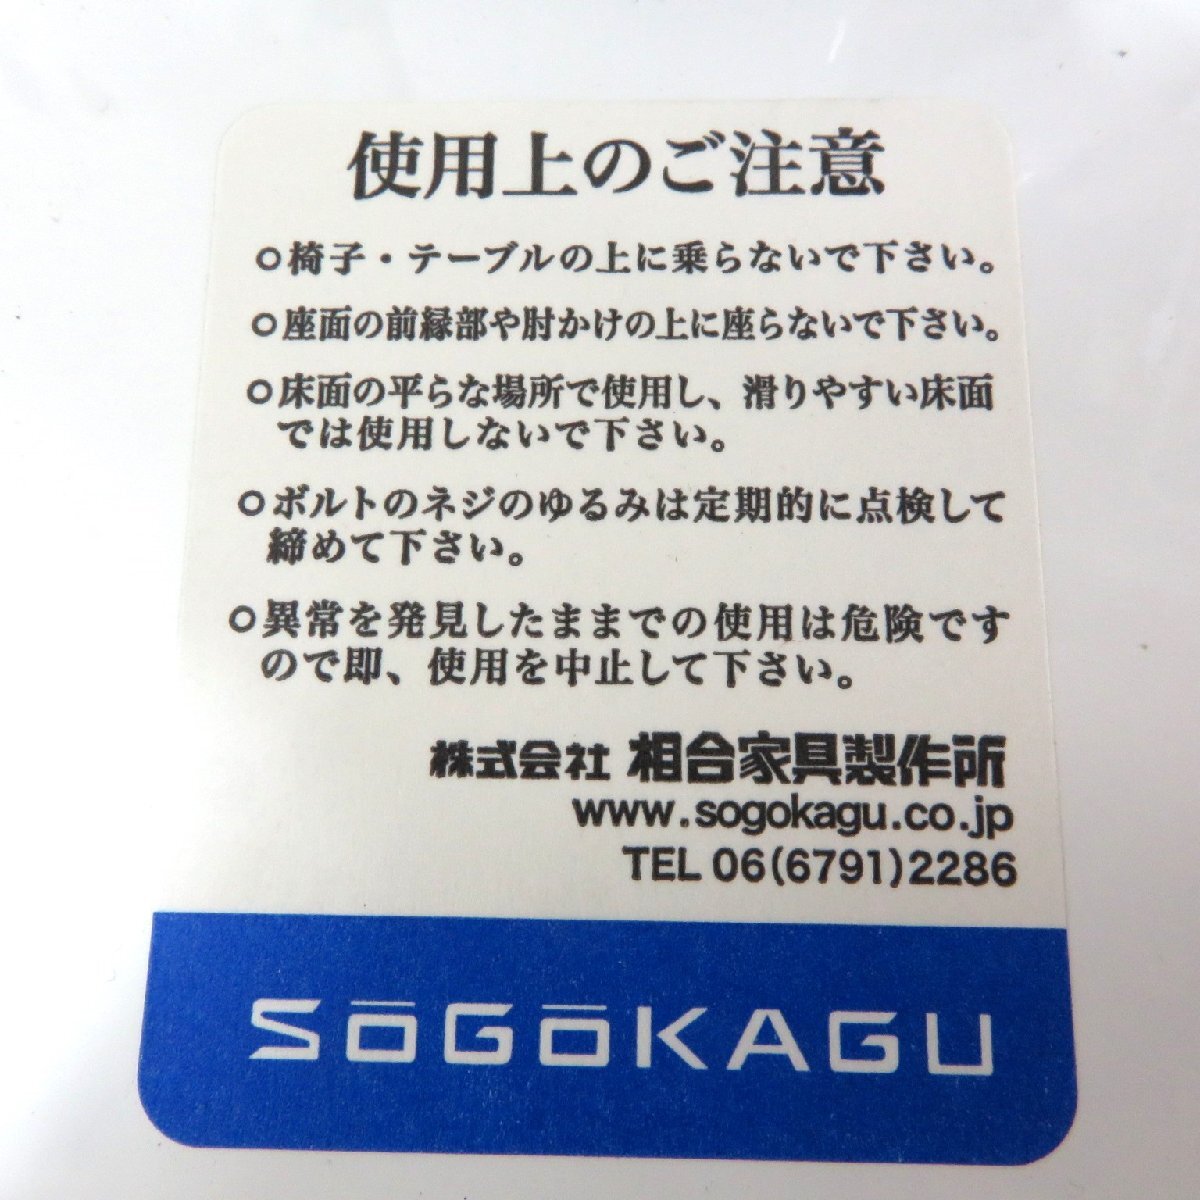 使用上のご注意
○椅子・テーブルの上に乗らないで下さい。
○座面の前縁部や肘かけの上に座らないで下さい。
○床面の平らな場所で使用し、滑りやすい床面
では使用しないで下さい。
○ボルトのネジのゆるみは定期的に点検して
締めて下さい。
○異常を発見したままでの使用は危険です
ので即、使用を中止して下さい。
株式会社 相合家具製作所
www.sogokagu.co.jp
TEL 06(6791)2286
SŌGŌKAGU